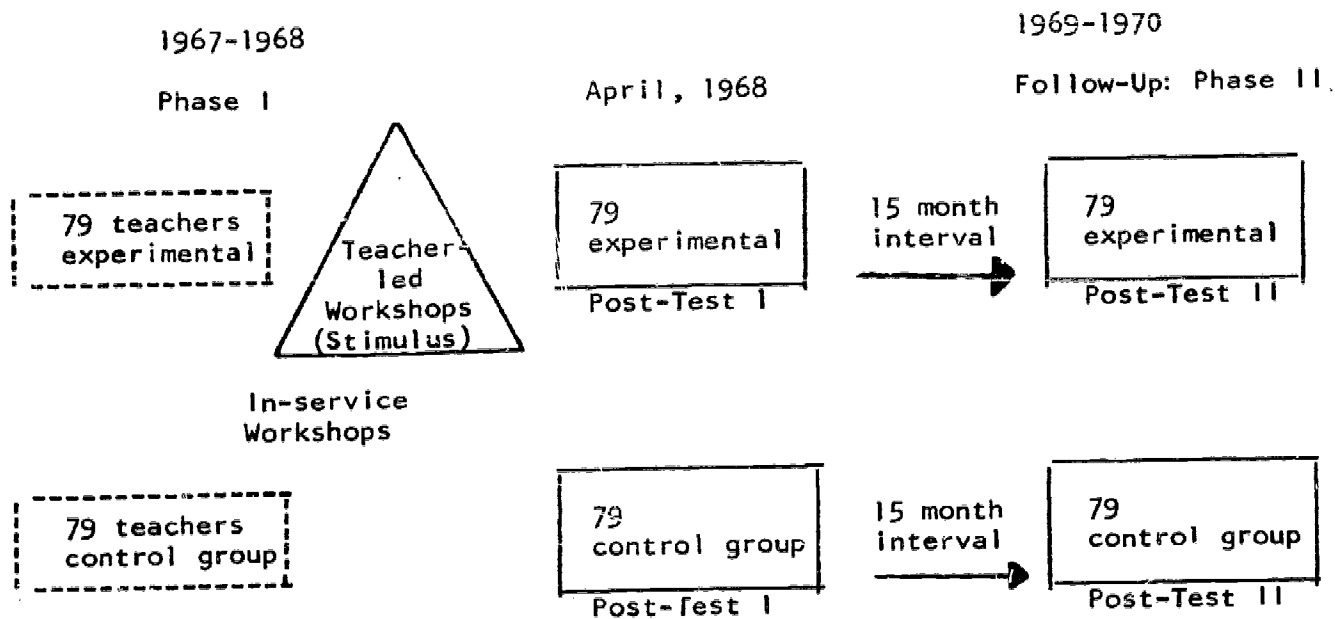 1967-1968
Phase I
April, 1968
1969-1970
Follow-Up: Phase II
79 teachers
experimental
Teacher-
led
Workshops
(Stimulus)
79
experimental
Post-Test I
15 month
interval
79
experimental
Post-Test II
In-service
Workshops
79 teachers
control group
79
control group
Post-Test I
15 month
interval
79
control group
Post-Test II